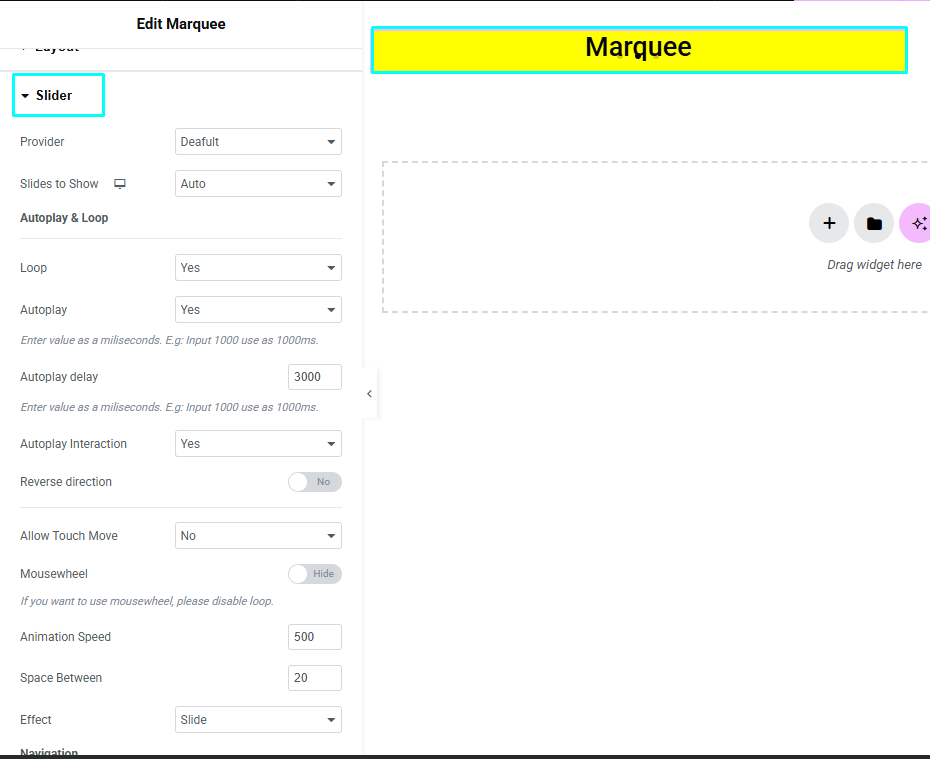 Edit Marquee
Layout
Slider
Provider
Deafult
Slides to Show
Auto
Autoplay & Loop
Loop
Yes
Autoplay
Yes
Enter value as a miliseconds. E.g: Input 1000 use as 1000ms.
Autoplay delay
3000
Enter value as a miliseconds. E.g: Input 1000 use as 1000ms.
Autoplay Interaction
Yes
Reverse direction
No
Allow Touch Move
No
Mousewheel
Hide
If you want to use mousewheel, please disable loop.
Animation Speed
500
Space Between
20
Effect
Slide
Navigation
Marquee
Drag widget here